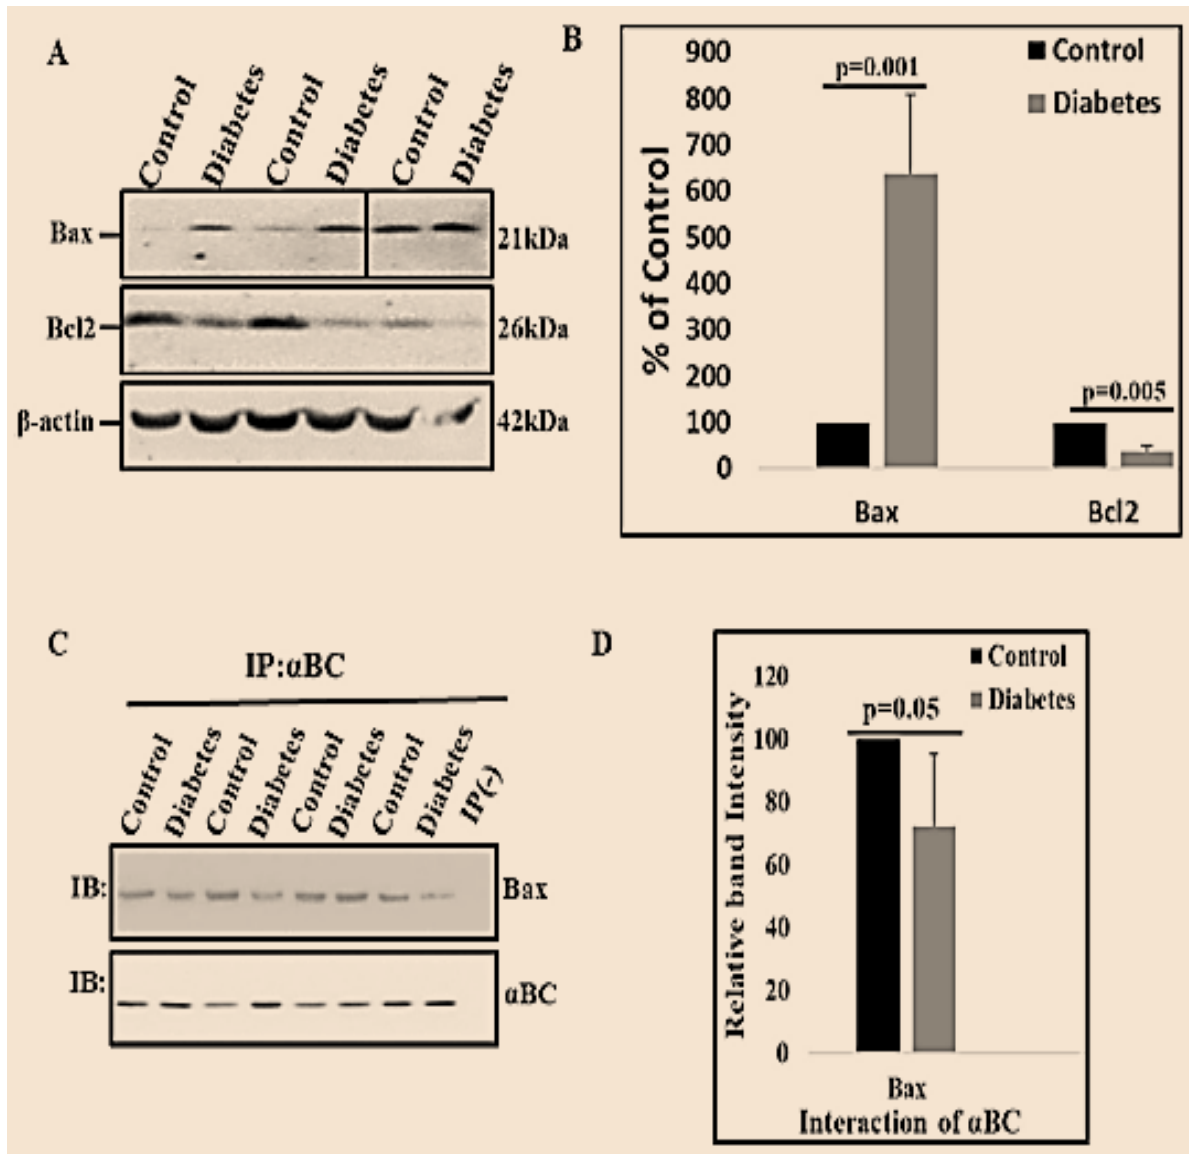 A
Control
Diabetes
Control
Diabetes
Control
Diabetes
Bax
21kDa
Bcl2
26kDa
β-actin
42kDa
B
900
800
700
600
500
400
300
200
100
0
% of Control
p=0.001
p=0.005
Control
Diabetes
Bax
Bcl2
C
IP:αBC
Control
Diabetes
Control
Diabetes
Control
Diabetes
Control
Diabetes
IP(-)
IB:
Bax
IB:
αBC
D
Control
Diabetes
120
100
80
60
40
20
0
Relative band Intensity
p=0.05
Bax
Interaction of αBC